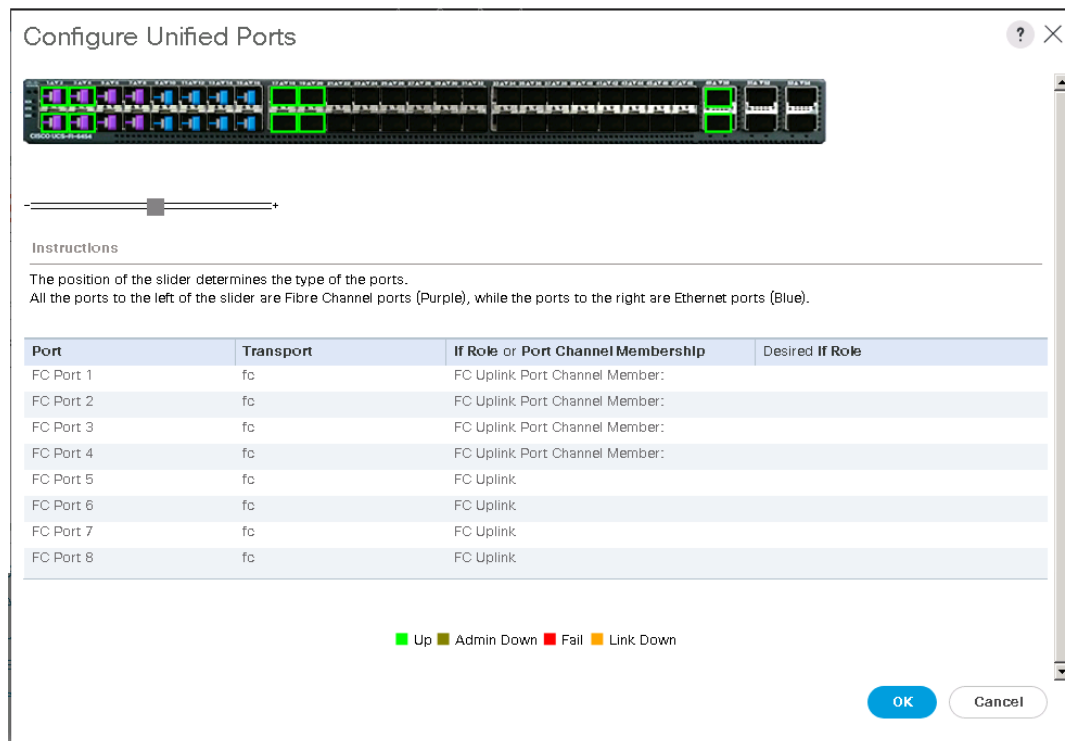 Configure Unified Ports
?
CISCO UCS-FI-6454
- +
Instructions
The position of the slider determines the type of the ports.
All the ports to the left of the slider are Fibre Channel ports (Purple), while the ports to the right are Ethernet ports (Blue).
Port Transport If Role or Port Channel Membership Desired If Role
FC Port 1 fc FC Uplink Port Channel Member:
FC Port 2 fc FC Uplink Port Channel Member:
FC Port 3 fc FC Uplink Port Channel Member:
FC Port 4 fc FC Uplink Port Channel Member:
FC Port 5 fc FC Uplink
FC Port 6 fc FC Uplink
FC Port 7 fc FC Uplink
FC Port 8 fc FC Uplink
Up Admin Down Fail Link Down
OK Cancel